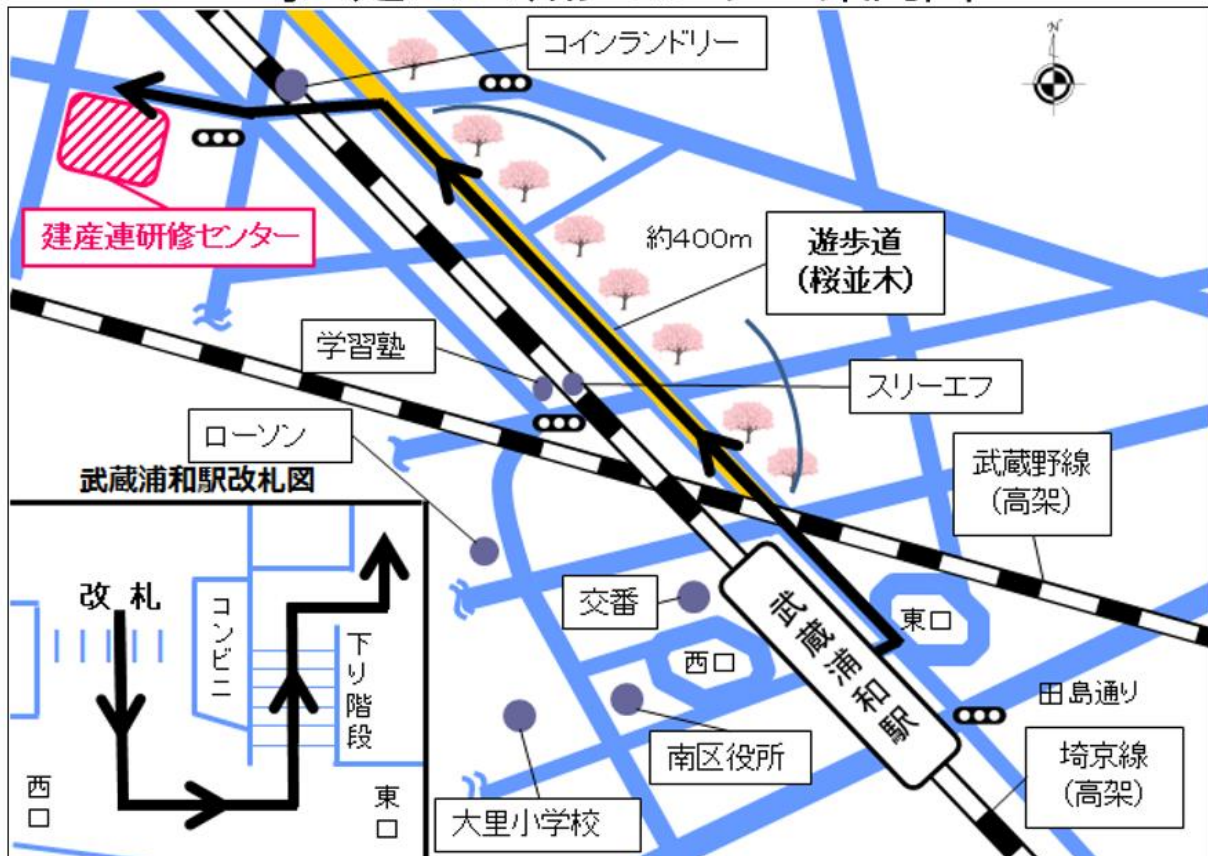 コインランドリー
N
建産連研修センター
約400m
遊歩道
(桜並木)
学習塾
スリーエフ
ローソン
武蔵野線
(高架)
武蔵浦和駅改札図
改札
コンビニ
下り階段
西口
東口
交番
西口
武蔵浦和駅
東口
田島通り
南区役所
大里小学校
埼京線
(高架)